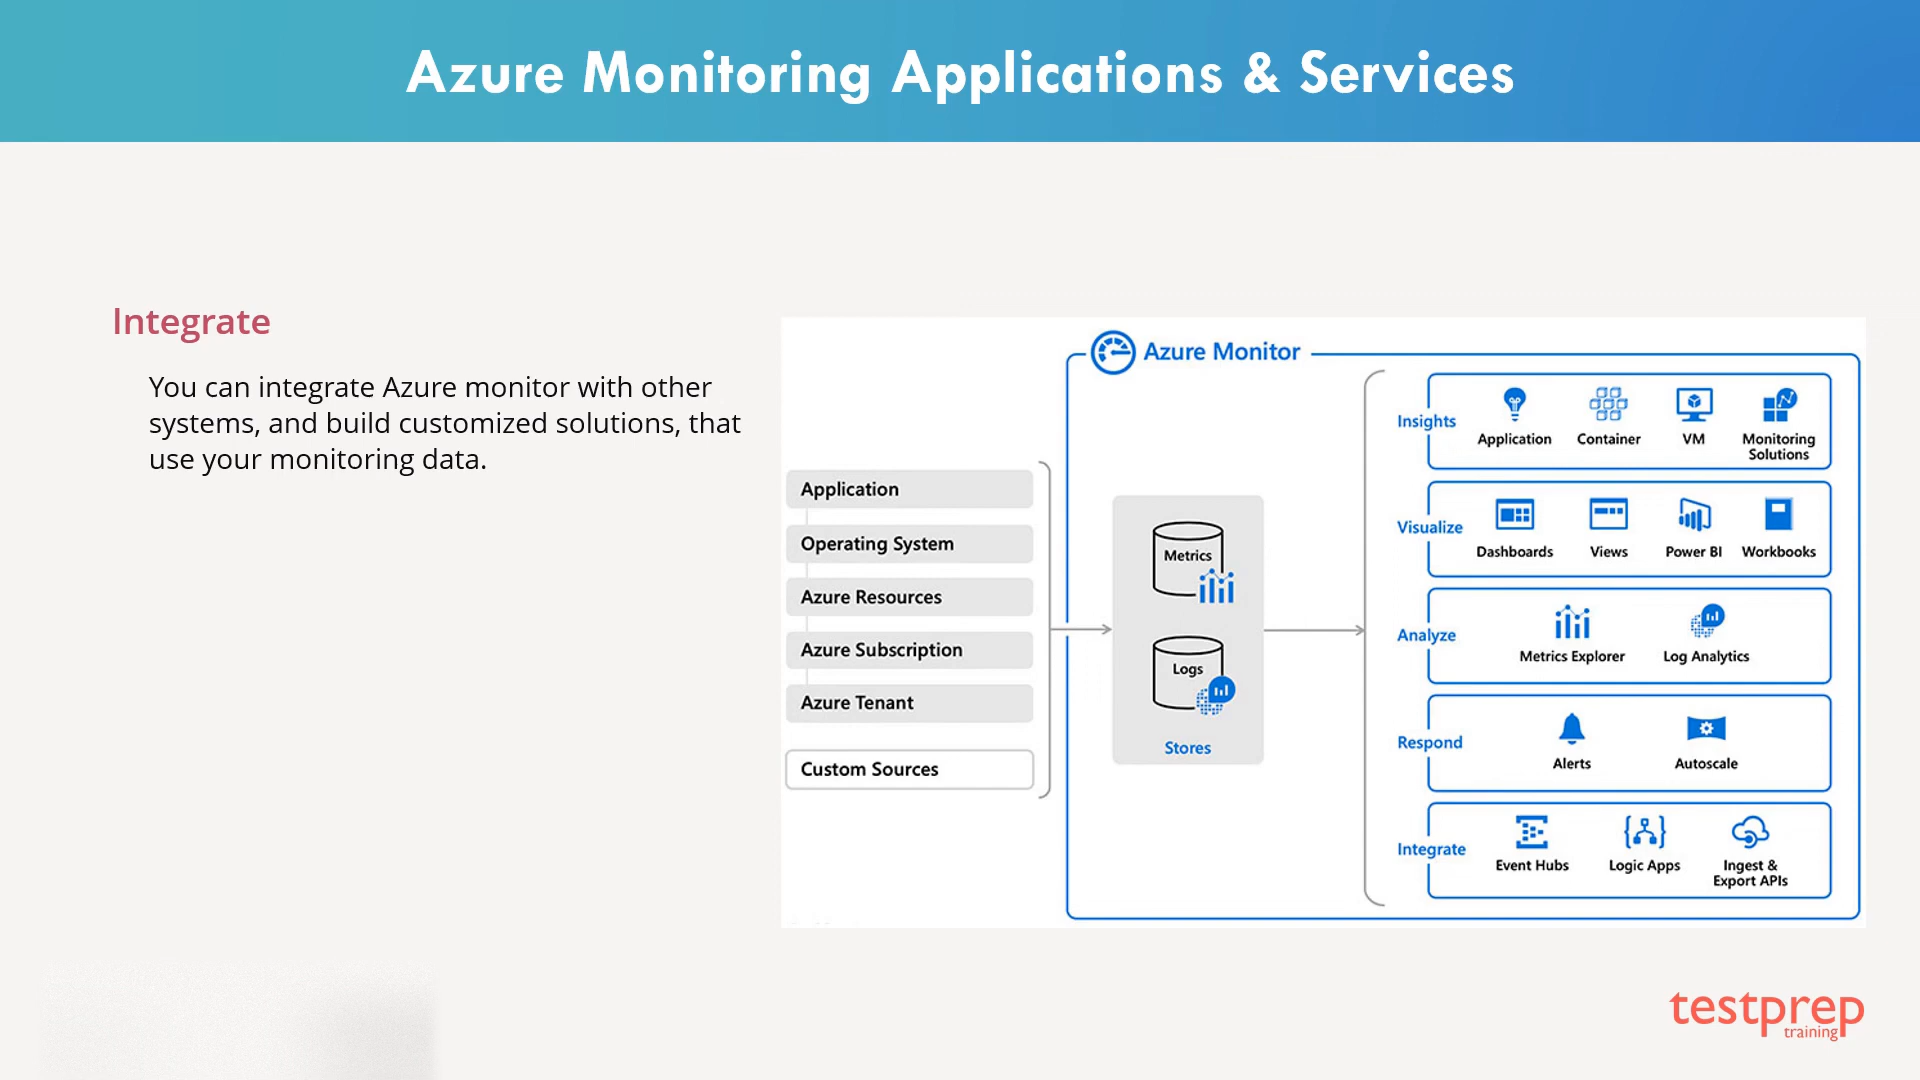 Azure Monitoring Applications & Services
Integrate
You can integrate Azure monitor with other
systems, and build customized solutions, that
use your monitoring data.
Application
Operating System
Azure Resources
Azure Subscription
Azure Tenant
Custom Sources
Azure Monitor
Metrics
Logs
Stores
Insights
Application
Container
VM
Monitoring
Solutions
Visualize
Dashboards
Views
Power BI
Workbooks
Analyze
Metrics Explorer
Log Analytics
Respond
Alerts
Autoscale
Integrate
Event Hubs
Logic Apps
Ingest &
Export APIs
testprep
training